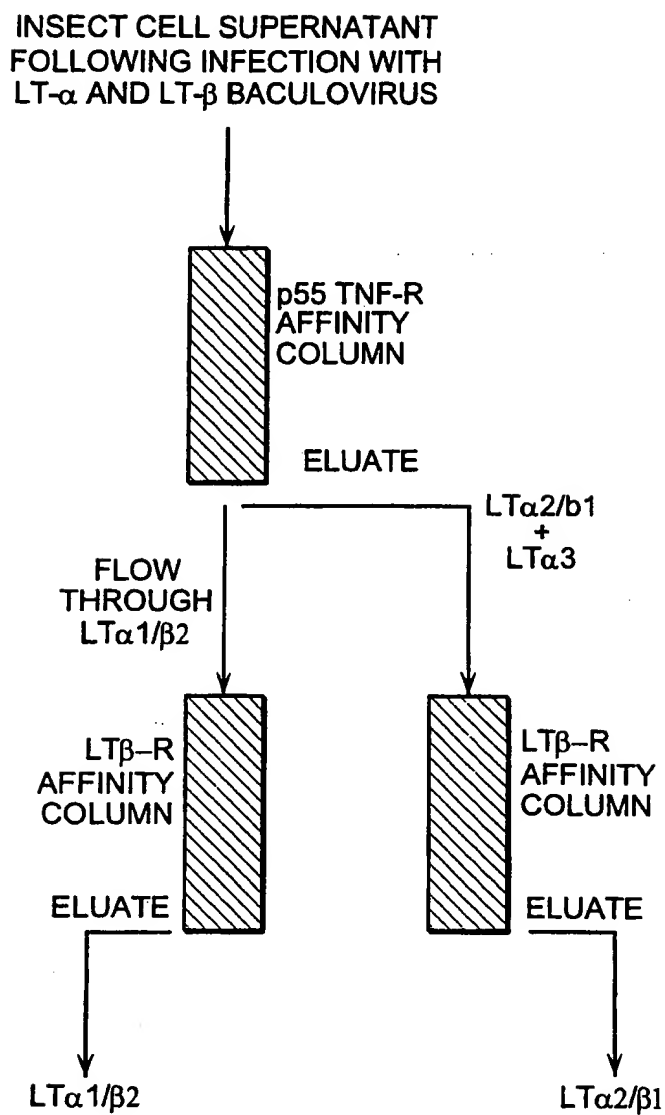 INSECT CELL SUPERNATANT
FOLLOWING INFECTION WITH
LT-α AND LT-β BACULOVIRUS
p55 TNF-R
AFFINITY
COLUMN
ELUATE
LTα2/b1
+
LTα3
FLOW
THROUGH
LTα1/β2
LTβ–R
AFFINITY
COLUMN
LTβ–R
AFFINITY
COLUMN
ELUATE
ELUATE
LTα1/β2
LTα2/β1